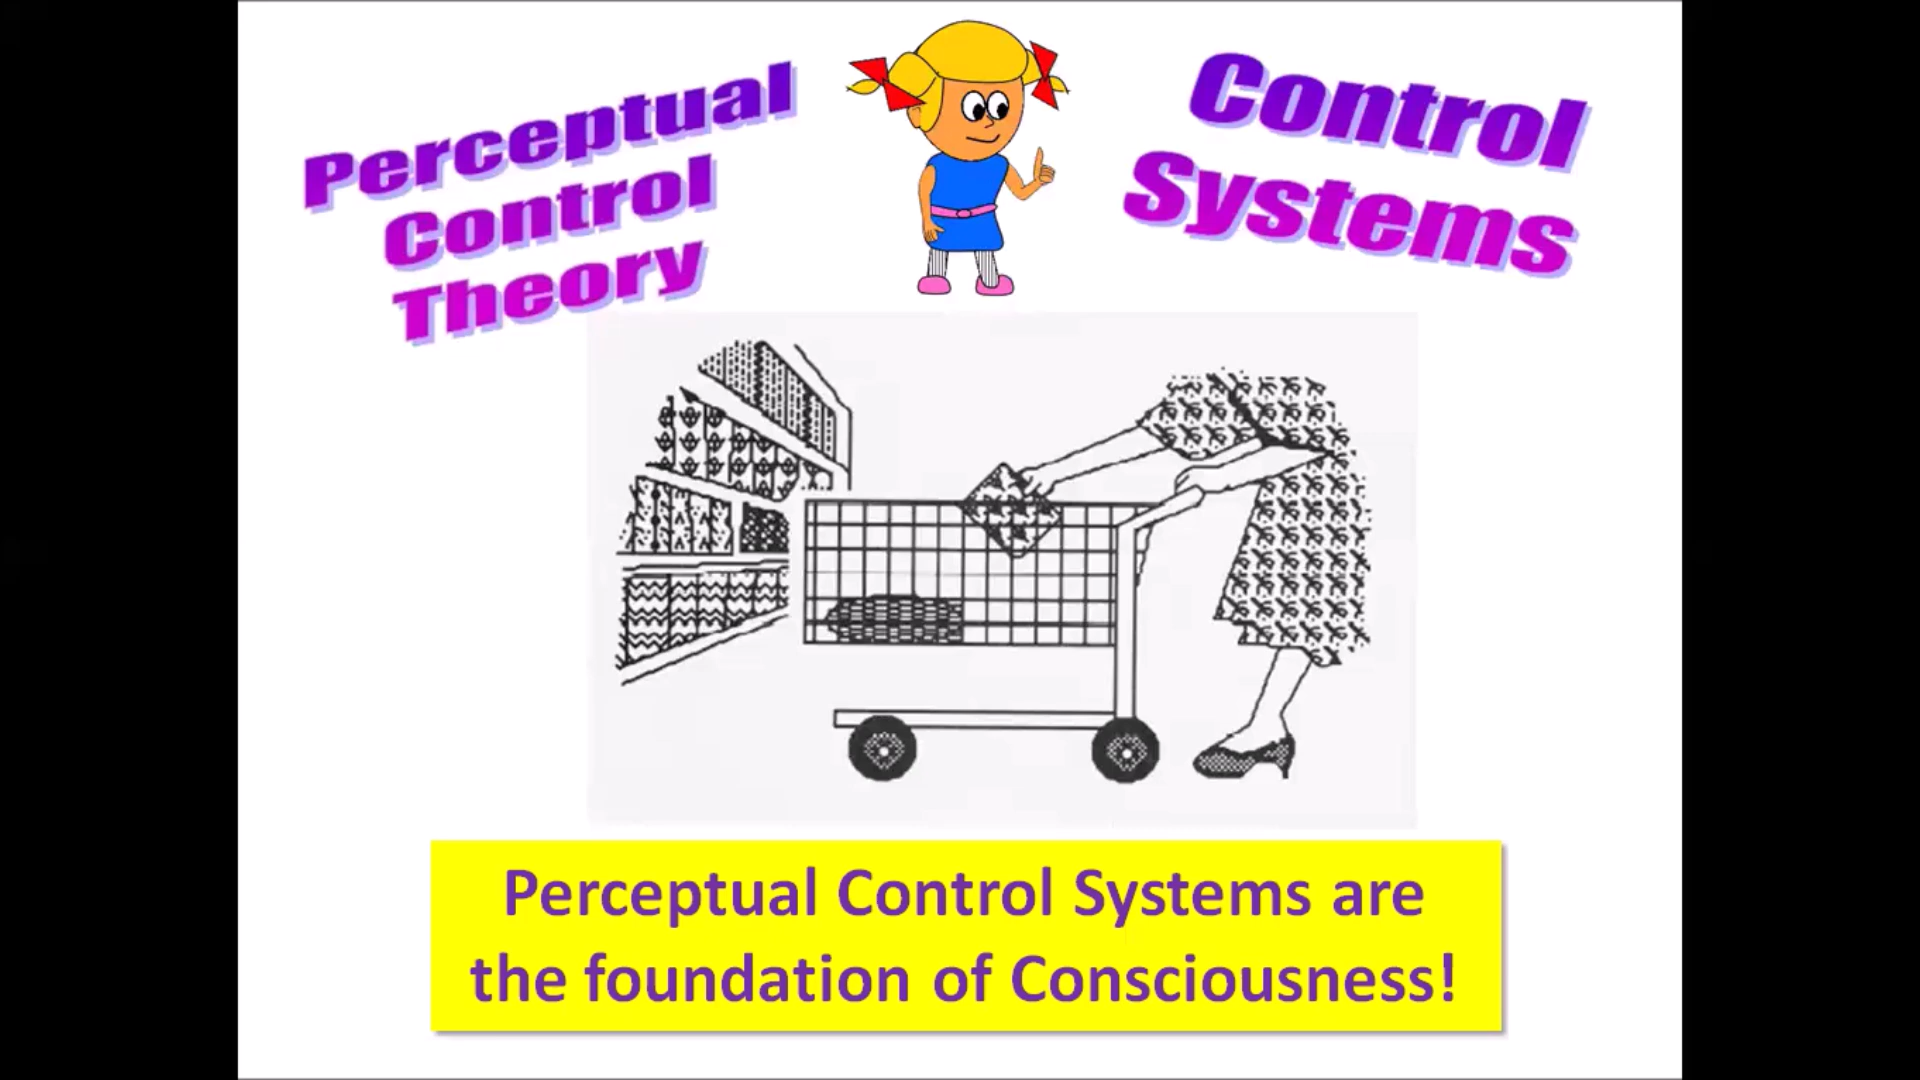 Perceptual
Control
Theory
Control
Systems
Perceptual Control Systems are
the foundation of Consciousness!